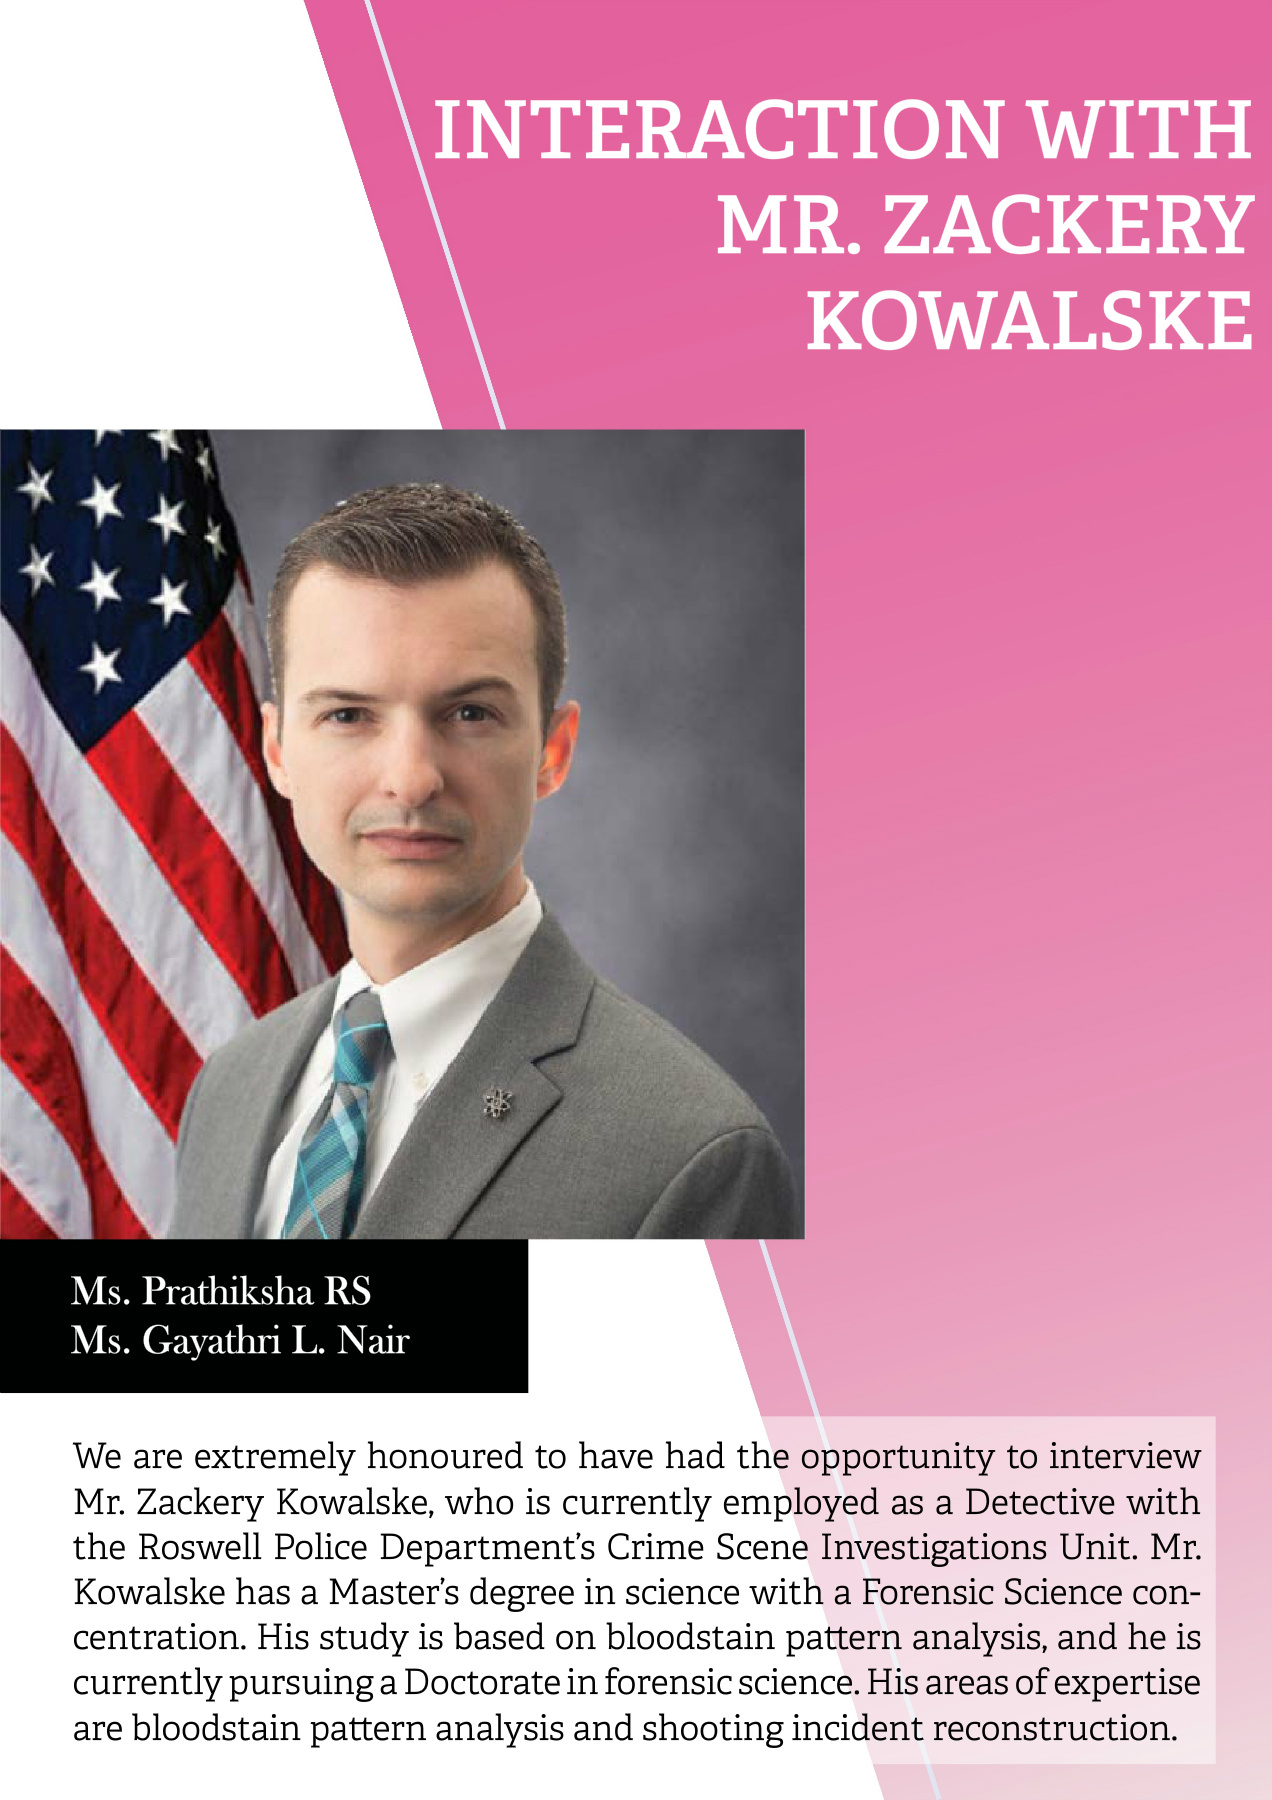 INTERACTION WITH
MR. ZACKERY
KOWALSKE
Ms. Prathiksha RS
Ms. Gayathri L. Nair
We are extremely honoured to have had the opportunity to interview
Mr. Zackery Kowalske, who is currently employed as a Detective with
the Roswell Police Department’s Crime Scene Investigations Unit. Mr.
Kowalske has a Master’s degree in science with a Forensic Science con-
centration. His study is based on bloodstain pattern analysis, and he is
currently pursuing a Doctorate in forensic science. His areas of expertise
are bloodstain pattern analysis and shooting incident reconstruction.